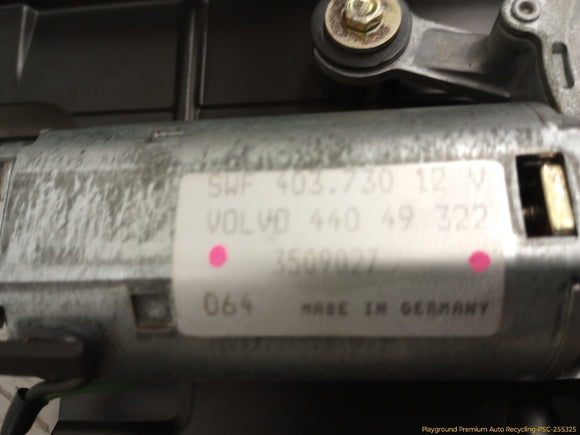 SWF 403.730 12 V
VOLVO 440 49 322
3509027
064 MADE IN GERMANY
Playground Premium Auto Recycling-PSC-255325